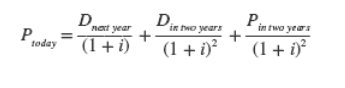 P_today = D_next year / (1 + i) + D_in two years / (1 + i)² + P_in two years / (1 + i)²